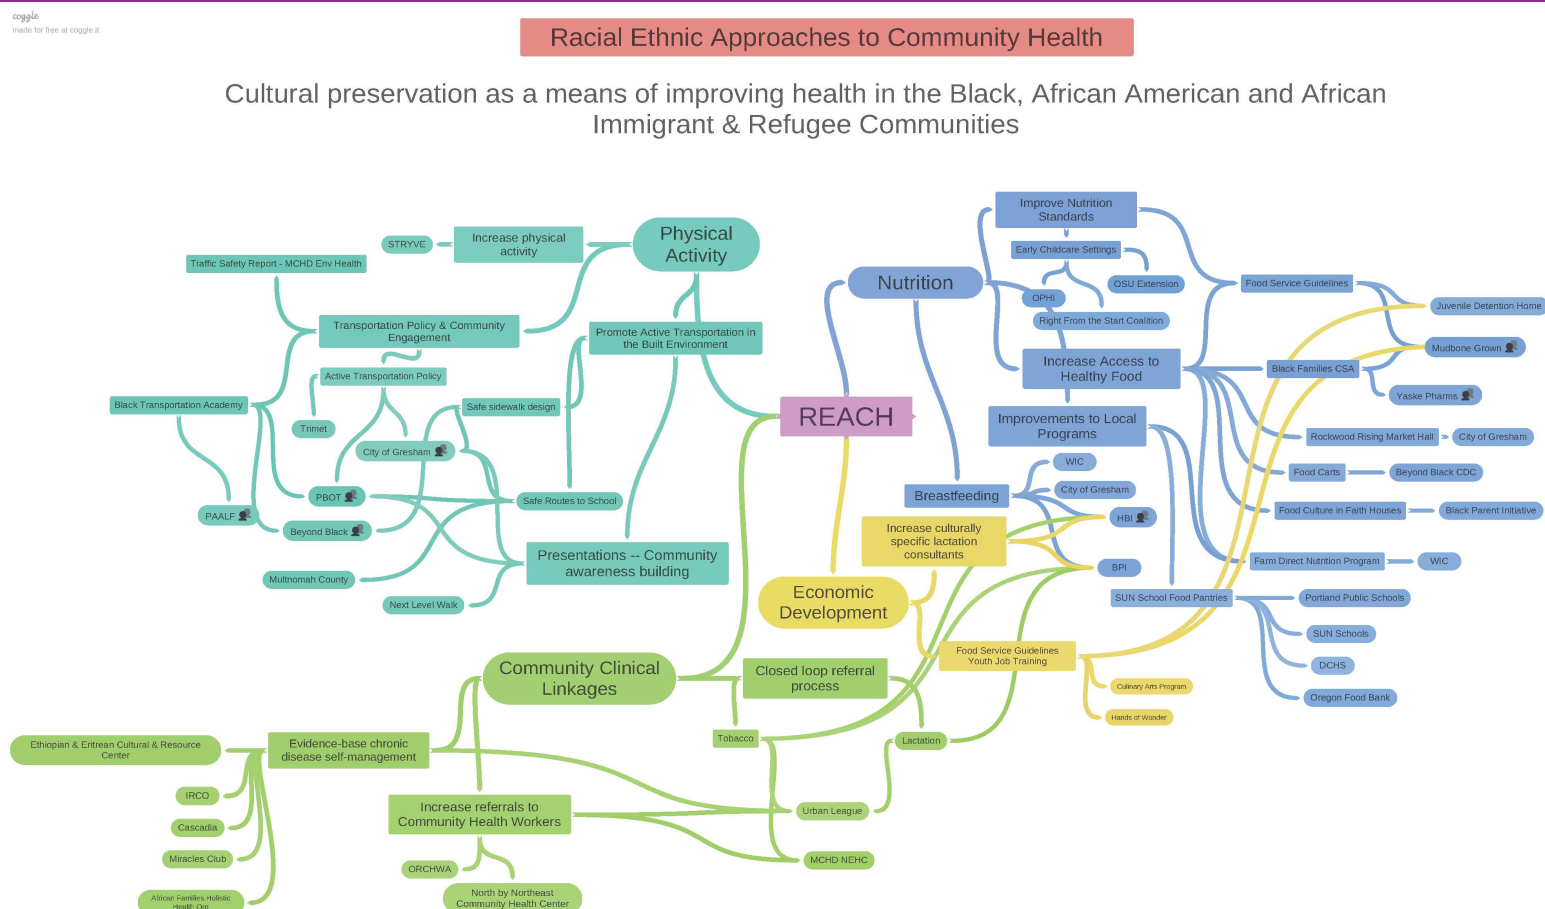 coggle
made for free at coggle.it
Racial Ethnic Approaches to Community Health
Cultural preservation as a means of improving health in the Black, African American and African
Immigrant & Refugee Communities
REACH
Physical
Activity
Increase physical
activity
STRYVE
Traffic Safety Report - MCHD Env Health
Transportation Policy & Community
Engagement
Promote Active Transportation in
the Built Environment
Active Transportation Policy
Black Transportation Academy
Safe sidewalk design
Trimet
City of Gresham
PBOT
Safe Routes to School
PAALF
Beyond Black
Presentations -- Community
awareness building
Multnomah County
Next Level Walk
Nutrition
Improve Nutrition
Standards
Early Childcare Settings
OSU Extension
OPHI
Right From the Start Coalition
Food Service Guidelines
Juvenile Detention Home
Mudbone Grown
Increase Access to
Healthy Food
Black Families CSA
Yaske Pharms
Improvements to Local
Programs
Rockwood Rising Market Hall
City of Gresham
Food Carts
Beyond Black CDC
Food Culture in Faith Houses
Black Parent Initiative
Farm Direct Nutrition Program
WIC
SUN School Food Pantries
Portland Public Schools
SUN Schools
DCHS
Oregon Food Bank
Breastfeeding
WIC
City of Gresham
HBI
BPI
Economic
Development
Increase culturally
specific lactation
consultants
Food Service Guidelines
Youth Job Training
Culinary Arts Program
Hands of Wonder
Community Clinical
Linkages
Closed loop referral
process
Tobacco
Lactation
Urban League
MCHD NEHC
Evidence-base chronic
disease self-management
Ethiopian & Eritrean Cultural & Resource
Center
IRCO
Cascadia
Miracles Club
African Families Holistic
Health Org
Increase referrals to
Community Health Workers
ORCHWA
North by Northeast
Community Health Center